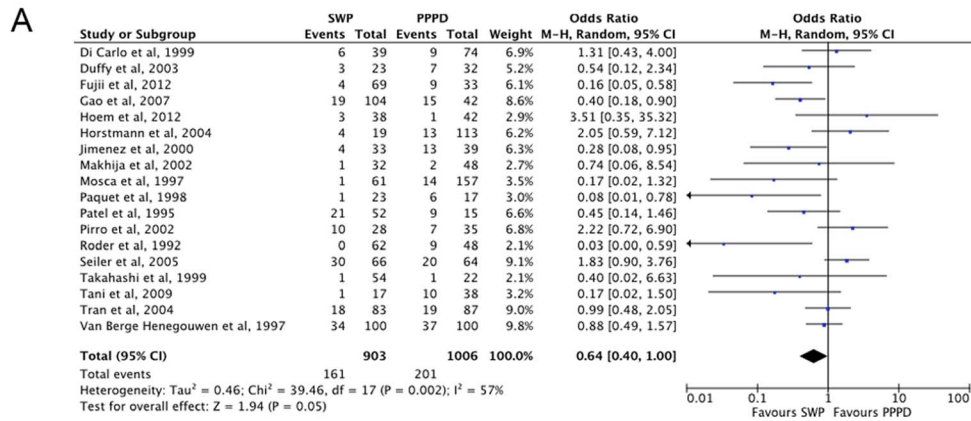 A
SWP PPPD Odds Ratio Odds Ratio
Study or Subgroup Events Total Events Total Weight M-H, Random, 95% CI M-H, Random, 95% CI
Di Carlo et al, 1999 6 39 9 74 6.9% 1.31 [0.43, 4.00]
Duffy et al, 2003 3 23 7 32 5.2% 0.54 [0.12, 2.34]
Fujii et al, 2012 4 69 9 33 6.1% 0.16 [0.05, 0.58]
Gao et al, 2007 19 104 15 42 8.6% 0.40 [0.18, 0.90]
Hoem et al, 2012 3 38 1 42 2.9% 3.51 [0.35, 35.32]
Horstmann et al, 2004 4 19 13 113 6.2% 2.05 [0.59, 7.12]
Jimenez et al, 2000 4 33 13 39 6.3% 0.28 [0.08, 0.95]
Makhija et al, 2002 1 32 2 48 2.6% 0.74 [0.06, 8.54]
Mosca et al, 1997 1 61 14 157 3.5% 0.17 [0.02, 1.32]
Paquet et al, 1998 1 23 6 17 3.0% 0.08 [0.01, 0.78]
Patel et al, 1995 21 52 9 15 6.6% 0.45 [0.14, 1.46]
Pirro et al, 2002 10 28 7 35 6.8% 2.22 [0.72, 6.90]
Roder et al, 1992 0 62 9 48 2.1% 0.03 [0.00, 0.59]
Seiler et al, 2005 30 66 20 64 9.1% 1.83 [0.90, 3.76]
Takahashi et al, 1999 1 54 1 22 2.2% 0.40 [0.02, 6.63]
Tani et al, 2009 1 17 10 38 3.2% 0.17 [0.02, 1.50]
Tran et al, 2004 18 83 19 87 9.0% 0.99 [0.48, 2.05]
Van Berge Henegouwen et al, 1997 34 100 37 100 9.8% 0.88 [0.49, 1.57]
Total (95% CI) 903 1006 100.0% 0.64 [0.40, 1.00]
Total events 161 201
Heterogeneity: Tau² = 0.46; Chi² = 39.46, df = 17 (P = 0.002); I² = 57%
Test for overall effect: Z = 1.94 (P = 0.05)
0.01 0.1 1 10 100
Favours SWP Favours PPPD